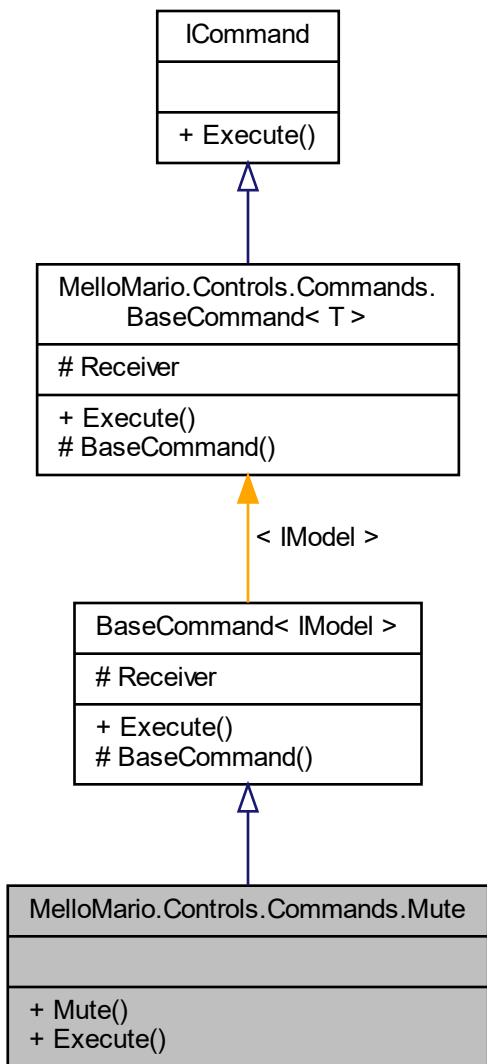 ICommand
+ Execute()
MelloMario.Controls.Commands.
BaseCommand< T >
# Receiver
+ Execute()
# BaseCommand()
< IModel >
BaseCommand< IModel >
# Receiver
+ Execute()
# BaseCommand()
MelloMario.Controls.Commands.Mute
+ Mute()
+ Execute()